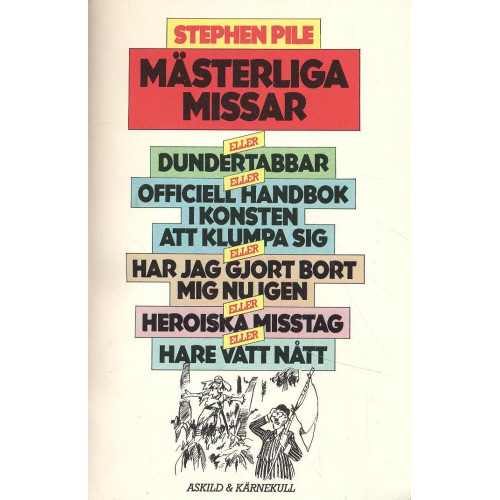 STEPHEN PILE
MÄSTERLIGA
MISSAR
ELLER
DUNDERTABBAR
ELLER
OFFICIELL HANDBOK
I KONSTEN
ATT KLUMPA SIG
ELLER
HAR JAG GJORT BORT
MIG NU IGEN
ELLER
HEROISKA MISSTAG
ELLER
HARE VATT NÅTT
ASKILD & KÄRNEKULL